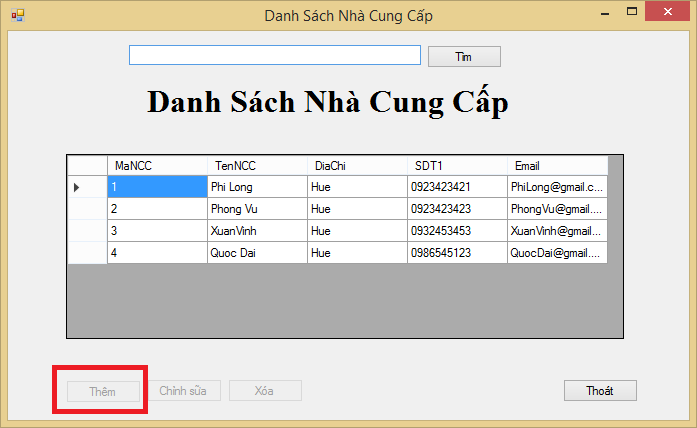 Danh Sách Nhà Cung Cấp
Tìm
Danh Sách Nhà Cung Cấp
MaNCC TenNCC DiaChi SDT1 Email
1 Phi Long Hue 0923423421 PhiLong@gmail.c...
2 Phong Vu Hue 0923423423 PhongVu@gmail....
3 XuanVinh Hue 0932453453 XuanVinh@gmail...
4 Quoc Dai Hue 0986545123 QuocDai@gmail....
Thêm Chỉnh sữa Xóa Thoát